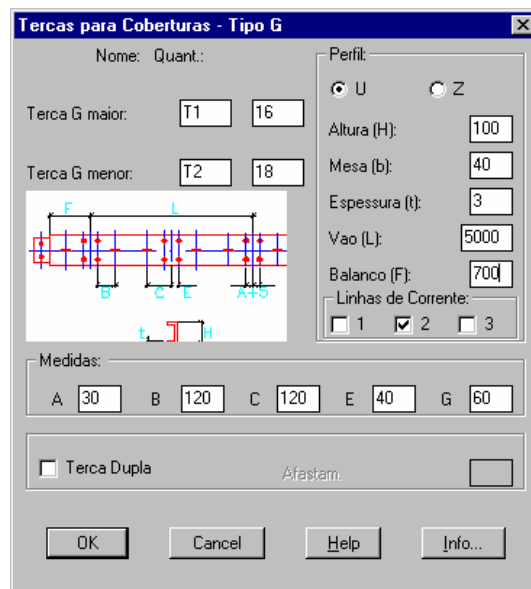 Tercas para Coberturas - Tipo G
Nome: Quant.:
Terca G maior: T1 16
Terca G menor: T2 18
F L
B C E A+5
t H
Perfil:
U Z
Altura (H): 100
Mesa (b): 40
Espessura (t): 3
Vao (L): 5000
Balanco (F): 700
Linhas de Corrente:
1 2 3
Medidas:
A 30 B 120 C 120 E 40 G 60
Terca Dupla Afastam.
OK Cancel Help Info...